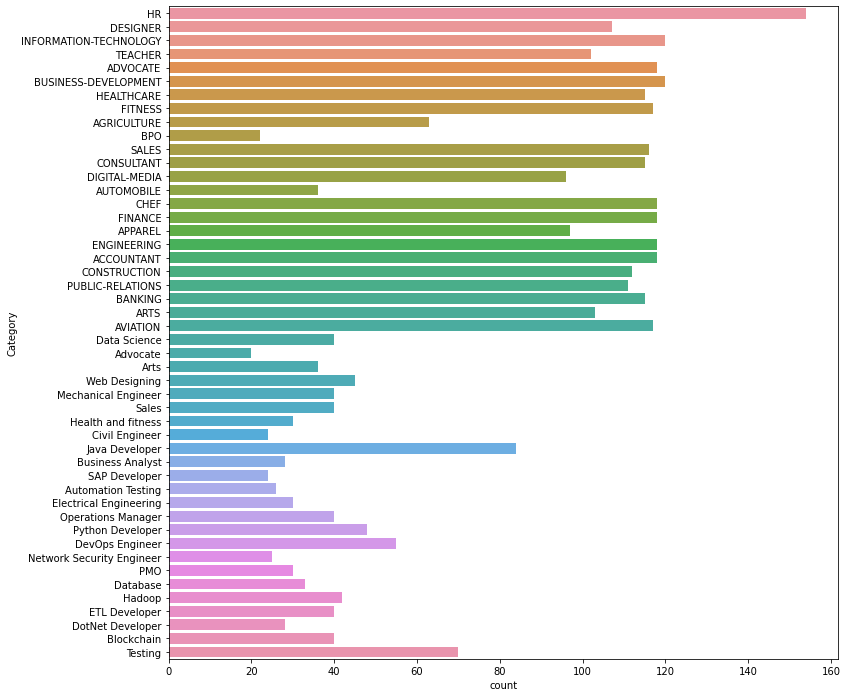 HR
DESIGNER
INFORMATION-TECHNOLOGY
TEACHER
ADVOCATE
BUSINESS-DEVELOPMENT
HEALTHCARE
FITNESS
AGRICULTURE
BPO
SALES
CONSULTANT
DIGITAL-MEDIA
AUTOMOBILE
CHEF
FINANCE
APPAREL
ENGINEERING
ACCOUNTANT
CONSTRUCTION
PUBLIC-RELATIONS
BANKING
ARTS
AVIATION
Data Science
Advocate
Arts
Web Designing
Mechanical Engineer
Sales
Health and fitness
Civil Engineer
Java Developer
Business Analyst
SAP Developer
Automation Testing
Electrical Engineering
Operations Manager
Python Developer
DevOps Engineer
Network Security Engineer
PMO
Database
Hadoop
ETL Developer
DotNet Developer
Blockchain
Testing
Category
0 20 40 60 80 100 120 140 160
count